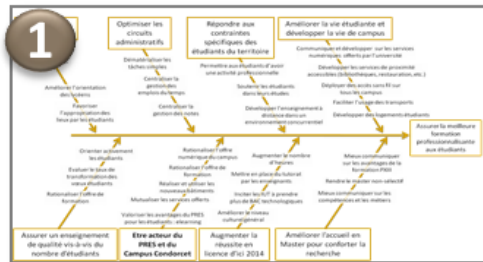 1
Optimiser les
circuits
administratifs
Répondre aux
contraintes
spécifiques des
étudiants du territoire
Améliorer la vie étudiante et
développer la vie de campus
Dématérialiser des
tâches simples
Centraliser la
gestion des
emplois du temps
Centraliser la
gestion des notes
Permettre aux étudiants d'avoir
une activité professionnelle
Soutenir les étudiants
dans leurs études
Développer l'enseignement à
distance dans un
environnement concurrentiel
Communiquer et développer sur les services
numériques offerts par l'université
Développer les services de proximité
accessibles (bibliothèques, restauration, etc.)
Déployer des accès sans fil sur
tous les campus
Faciliter l'usage des transports
Développer des logements étudiants
Améliorer l'orientation
des lycéens
Favoriser
l'appropriation des
lieux par les étudiants
Assurer la meilleure
formation
professionnalisante
aux étudiants
Orienter activement
les étudiants
Evaluer le taux de
transformation des
vœux étudiants
Rationaliser l'offre de
formation
Rationaliser l'offre
numérique du campus
Rationaliser l'offre de
formation
Réaliser et utiliser les
nouveaux bâtiments
Mutualiser les services offerts
Valoriser les avantages du PRES
pour les étudiants : elearning
Augmenter le nombre
d'heures
Mettre en place du tutorat
par les enseignants
Inciter les IUT à prendre
plus de BAC technologiques
Améliorer le niveau
culturel général
Mieux communiquer
sur les avantages de la
formation
Rendre le master non-sélectif
Mieux communiquer sur les
compétences et les métiers
Assurer un enseignement
de qualité vis-à-vis du
nombre d'étudiants
Etre acteur du
PRES et du
Campus Condorcet
Augmenter la
réussite en
licence d'ici 2014
Améliorer l'accueil en
Master pour conforter la
recherche